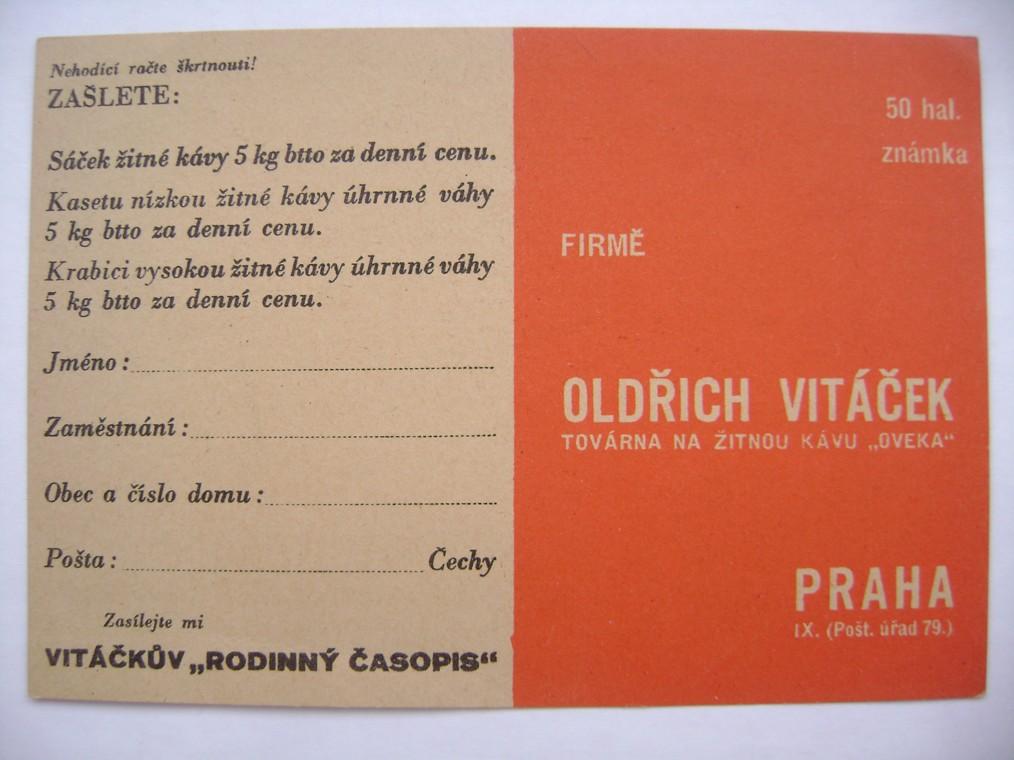 Nehodící račte škrtnouti!
ZAŠLETE:
Sáček žitné kávy 5 kg btto za denní cenu.
Kasetu nízkou žitné kávy úhrnné váhy
5 kg btto za denní cenu.
Krabici vysokou žitné kávy úhrnné váhy
5 kg btto za denní cenu.
Jméno:
Zaměstnání:
Obec a číslo domu:
Pošta: Čechy
Zasílejte mi
VITÁČKŮV „RODINNÝ ČASOPIS“
50 hal.
známka
FIRMĚ
OLDŘICH VITÁČEK
TOVÁRNA NA ŽITNOU KÁVU „OVEKA“
PRAHA
IX. (Pošt. úřad 79.)